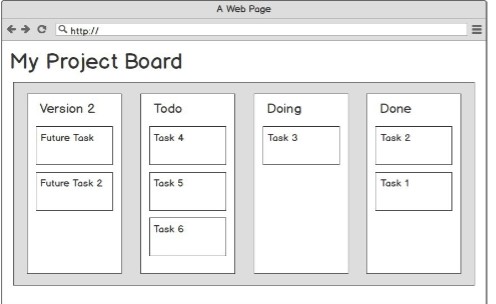 A Web Page
http://
My Project Board
Version 2
Future Task
Future Task 2
Todo
Task 4
Task 5
Task 6
Doing
Task 3
Done
Task 2
Task 1